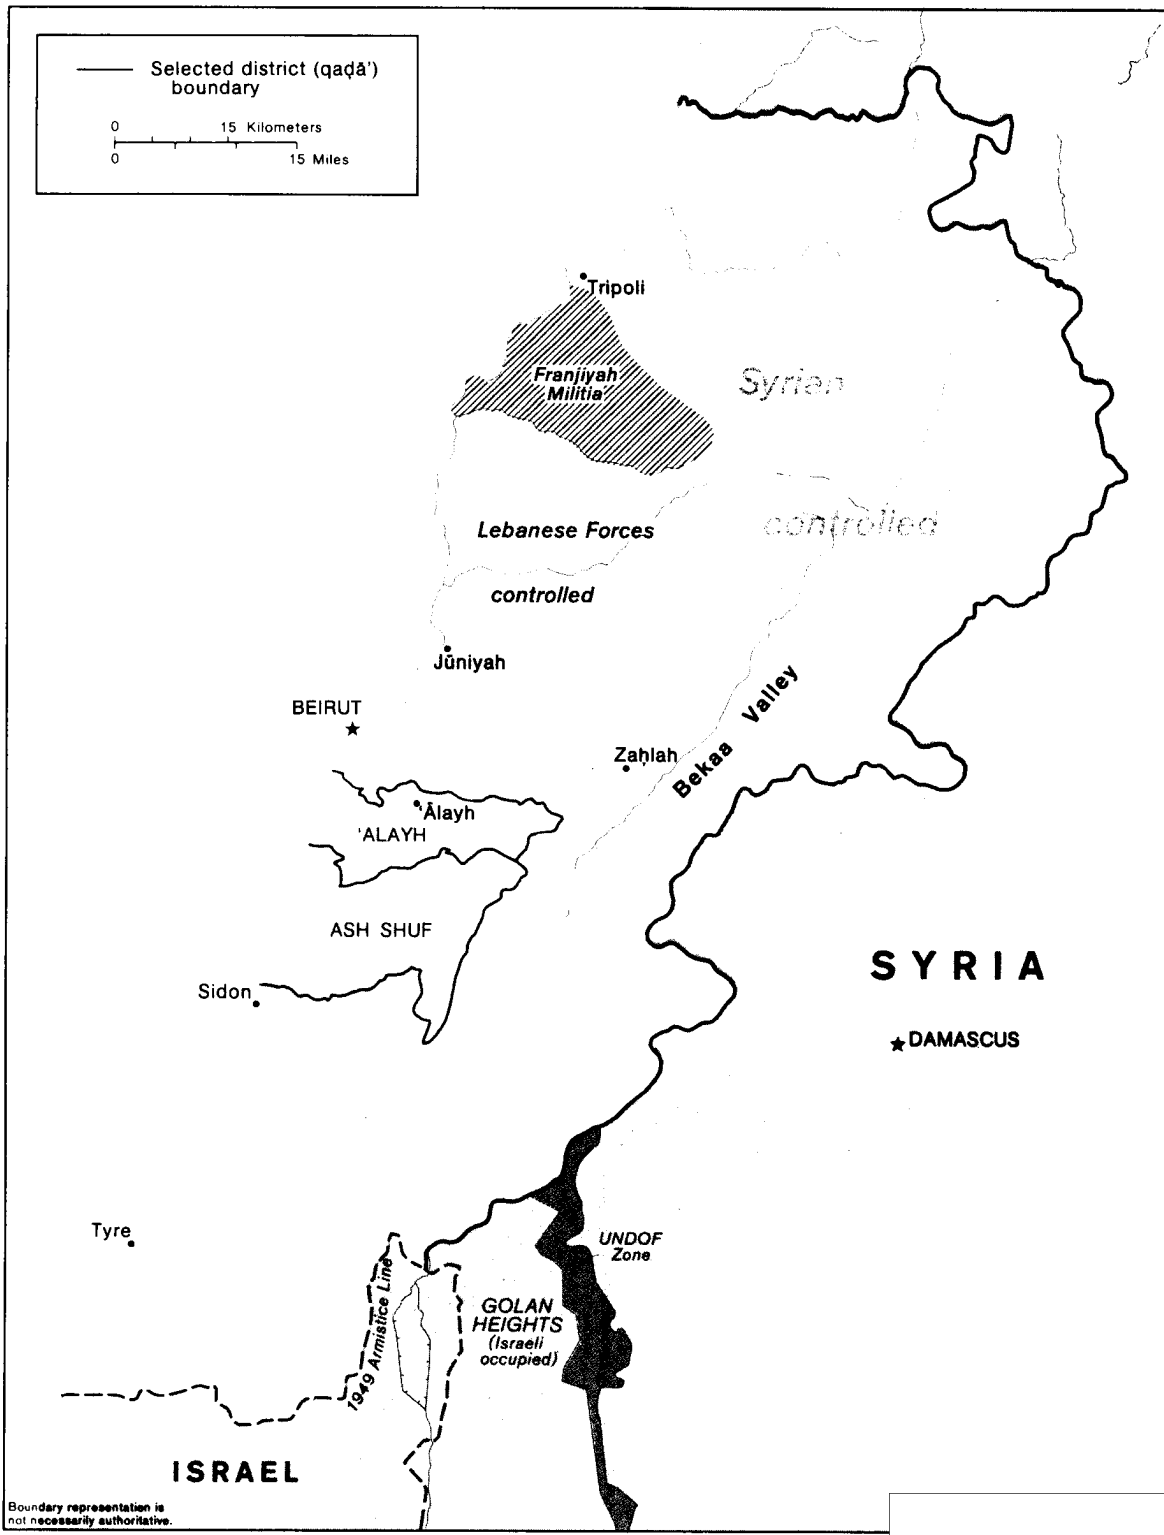 Selected district (qaḍā')
boundary
0 15 Kilometers
0 15 Miles
Tripoli
Franjiyah
Militia
Syrian
controlled
Lebanese Forces
controlled
Jūniyah
BEIRUT
Zaḥlah
Bekaa Valley
'Ālayh
'ALAYH
ASH SHUF
Sidon
SYRIA
DAMASCUS
Tyre
UNDOF
Zone
1949 Armistice Line
GOLAN
HEIGHTS
(Israeli
occupied)
ISRAEL
Boundary representation is
not necessarily authoritative.